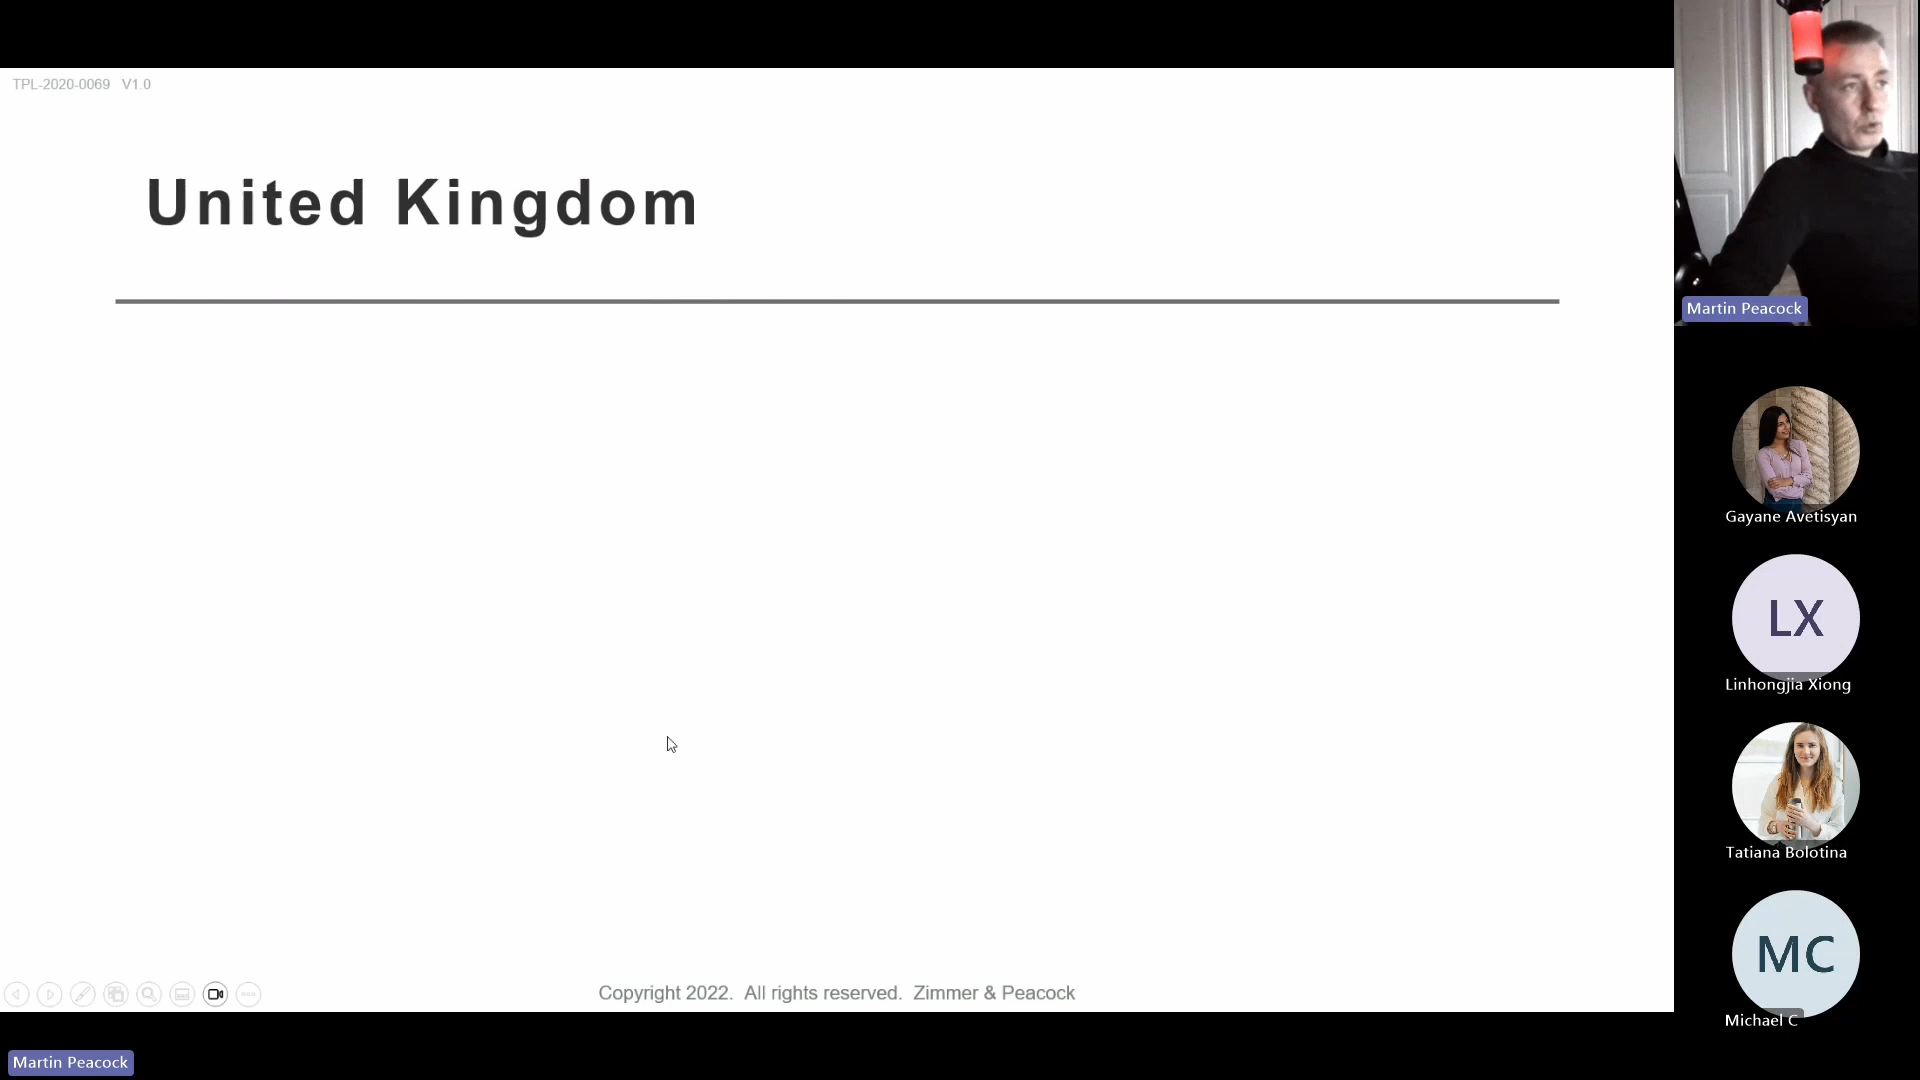 TPL-2020-0069 V1.0
United Kingdom
Copyright 2022. All rights reserved. Zimmer & Peacock
Martin Peacock
Martin Peacock
Gayane Avetisyan
LX
Linhongjia Xiong
Tatiana Bolotina
MC
Michael C